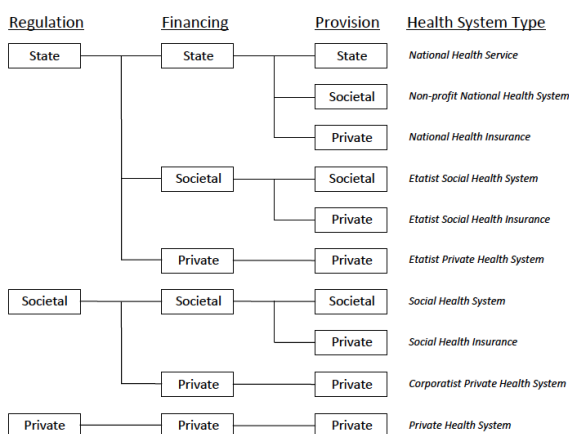 Regulation Financing Provision Health System Type
State State State National Health Service
Societal Non-profit National Health System
Private National Health Insurance
Societal Societal Etatist Social Health System
Private Etatist Social Health Insurance
Private Private Etatist Private Health System
Societal Societal Societal Social Health System
Private Social Health Insurance
Private Private Corporatist Private Health System
Private Private Private Private Health System